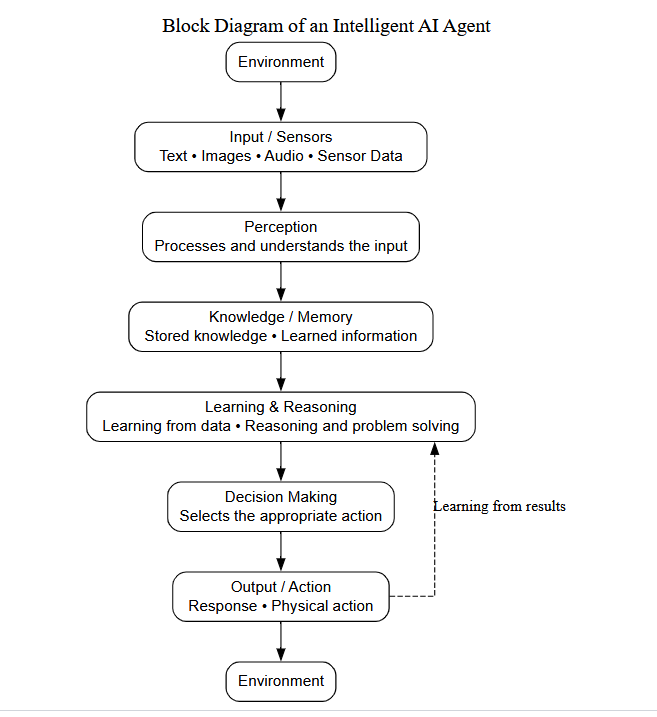 Block Diagram of an Intelligent AI Agent
Environment
Input / Sensors
Text • Images • Audio • Sensor Data
Perception
Processes and understands the input
Knowledge / Memory
Stored knowledge • Learned information
Learning & Reasoning
Learning from data • Reasoning and problem solving
Decision Making
Selects the appropriate action
Learning from results
Output / Action
Response • Physical action
Environment